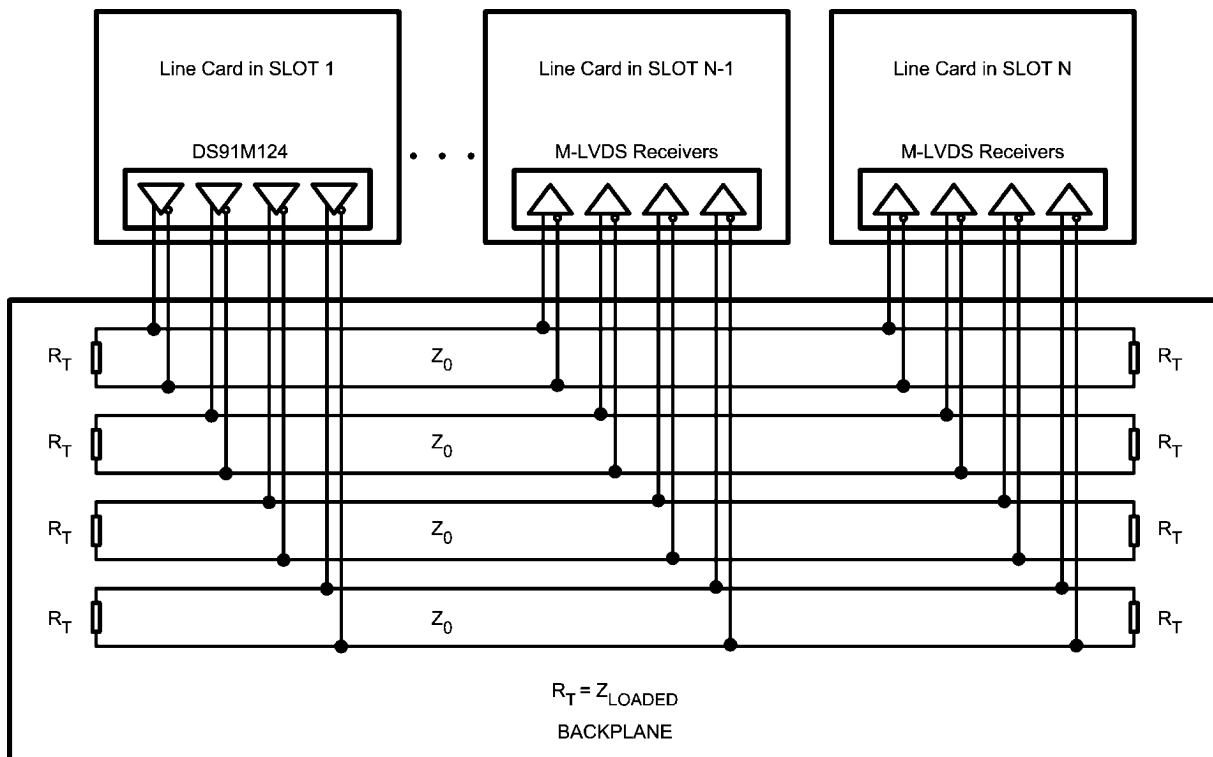 Line Card in SLOT 1
Line Card in SLOT N-1
Line Card in SLOT N
DS91M124
. . .
M-LVDS Receivers
M-LVDS Receivers
R_T
Z_0
R_T
R_T
Z_0
R_T
R_T
Z_0
R_T
R_T
Z_0
R_T
R_T = Z_LOADED
BACKPLANE